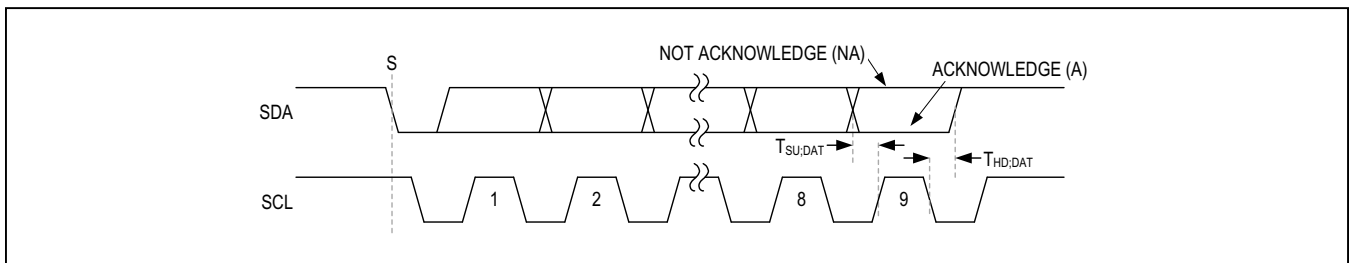 NOT ACKNOWLEDGE (NA)
S
ACKNOWLEDGE (A)
SDA
TSU;DAT
THD;DAT
SCL
1
2
8
9